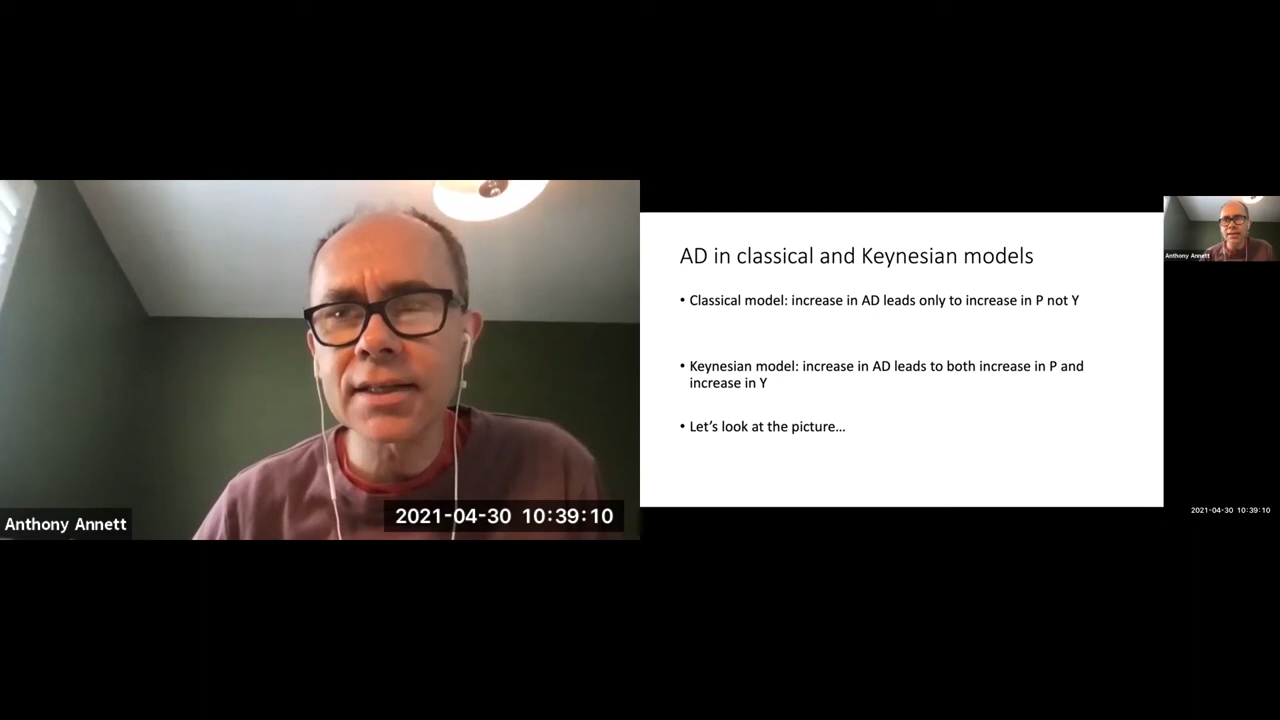 AD in classical and Keynesian models
• Classical model: increase in AD leads only to increase in P not Y
• Keynesian model: increase in AD leads to both increase in P and
increase in Y
• Let’s look at the picture…
Anthony Annett
2021-04-30 10:39:10
Anthony Annett
2021-04-30 10:39:10